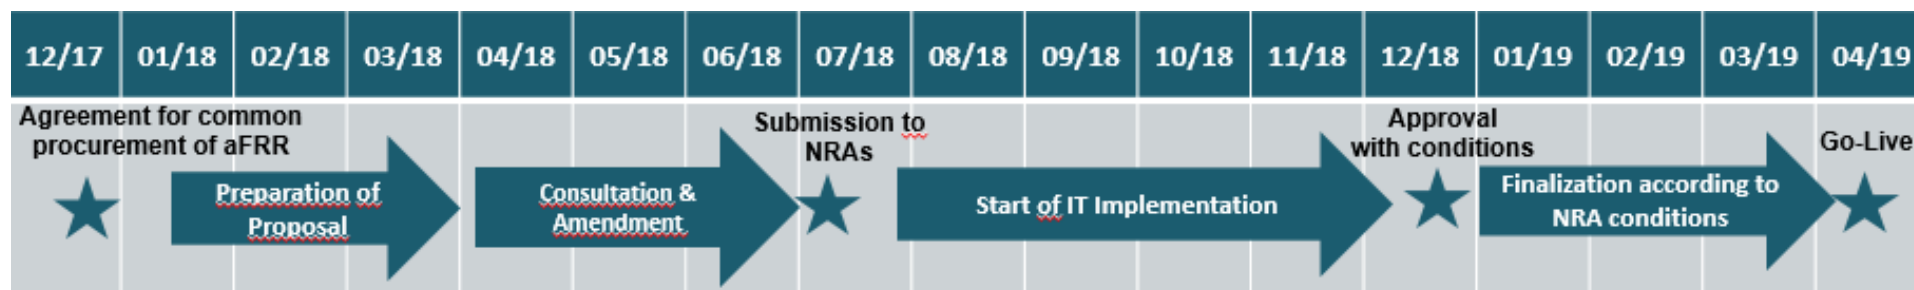 12/17 01/18 02/18 03/18 04/18 05/18 06/18 07/18 08/18 09/18 10/18 11/18 12/18 01/19 02/19 03/19 04/19
Agreement for common
procurement of aFRR
Preparation of
Proposal
Consultation &
Amendment
Submission to
NRAs
Start of IT Implementation
Approval
with conditions
Finalization according to
NRA conditions
Go-Live